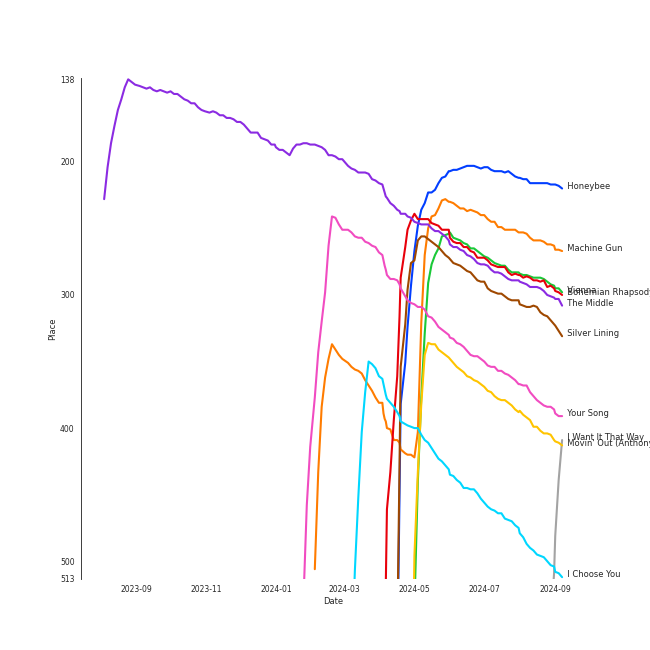 138
200
300
400
500
513
Place
2023-09
2023-11
2024-01
2024-03
2024-05
2024-07
2024-09
Date
Honeybee
Machine Gun
Vienna
Bohemian Rhapsody
The Middle
Silver Lining
Your Song
I Want It That Way
Movin' Out (Anthony
I Choose You